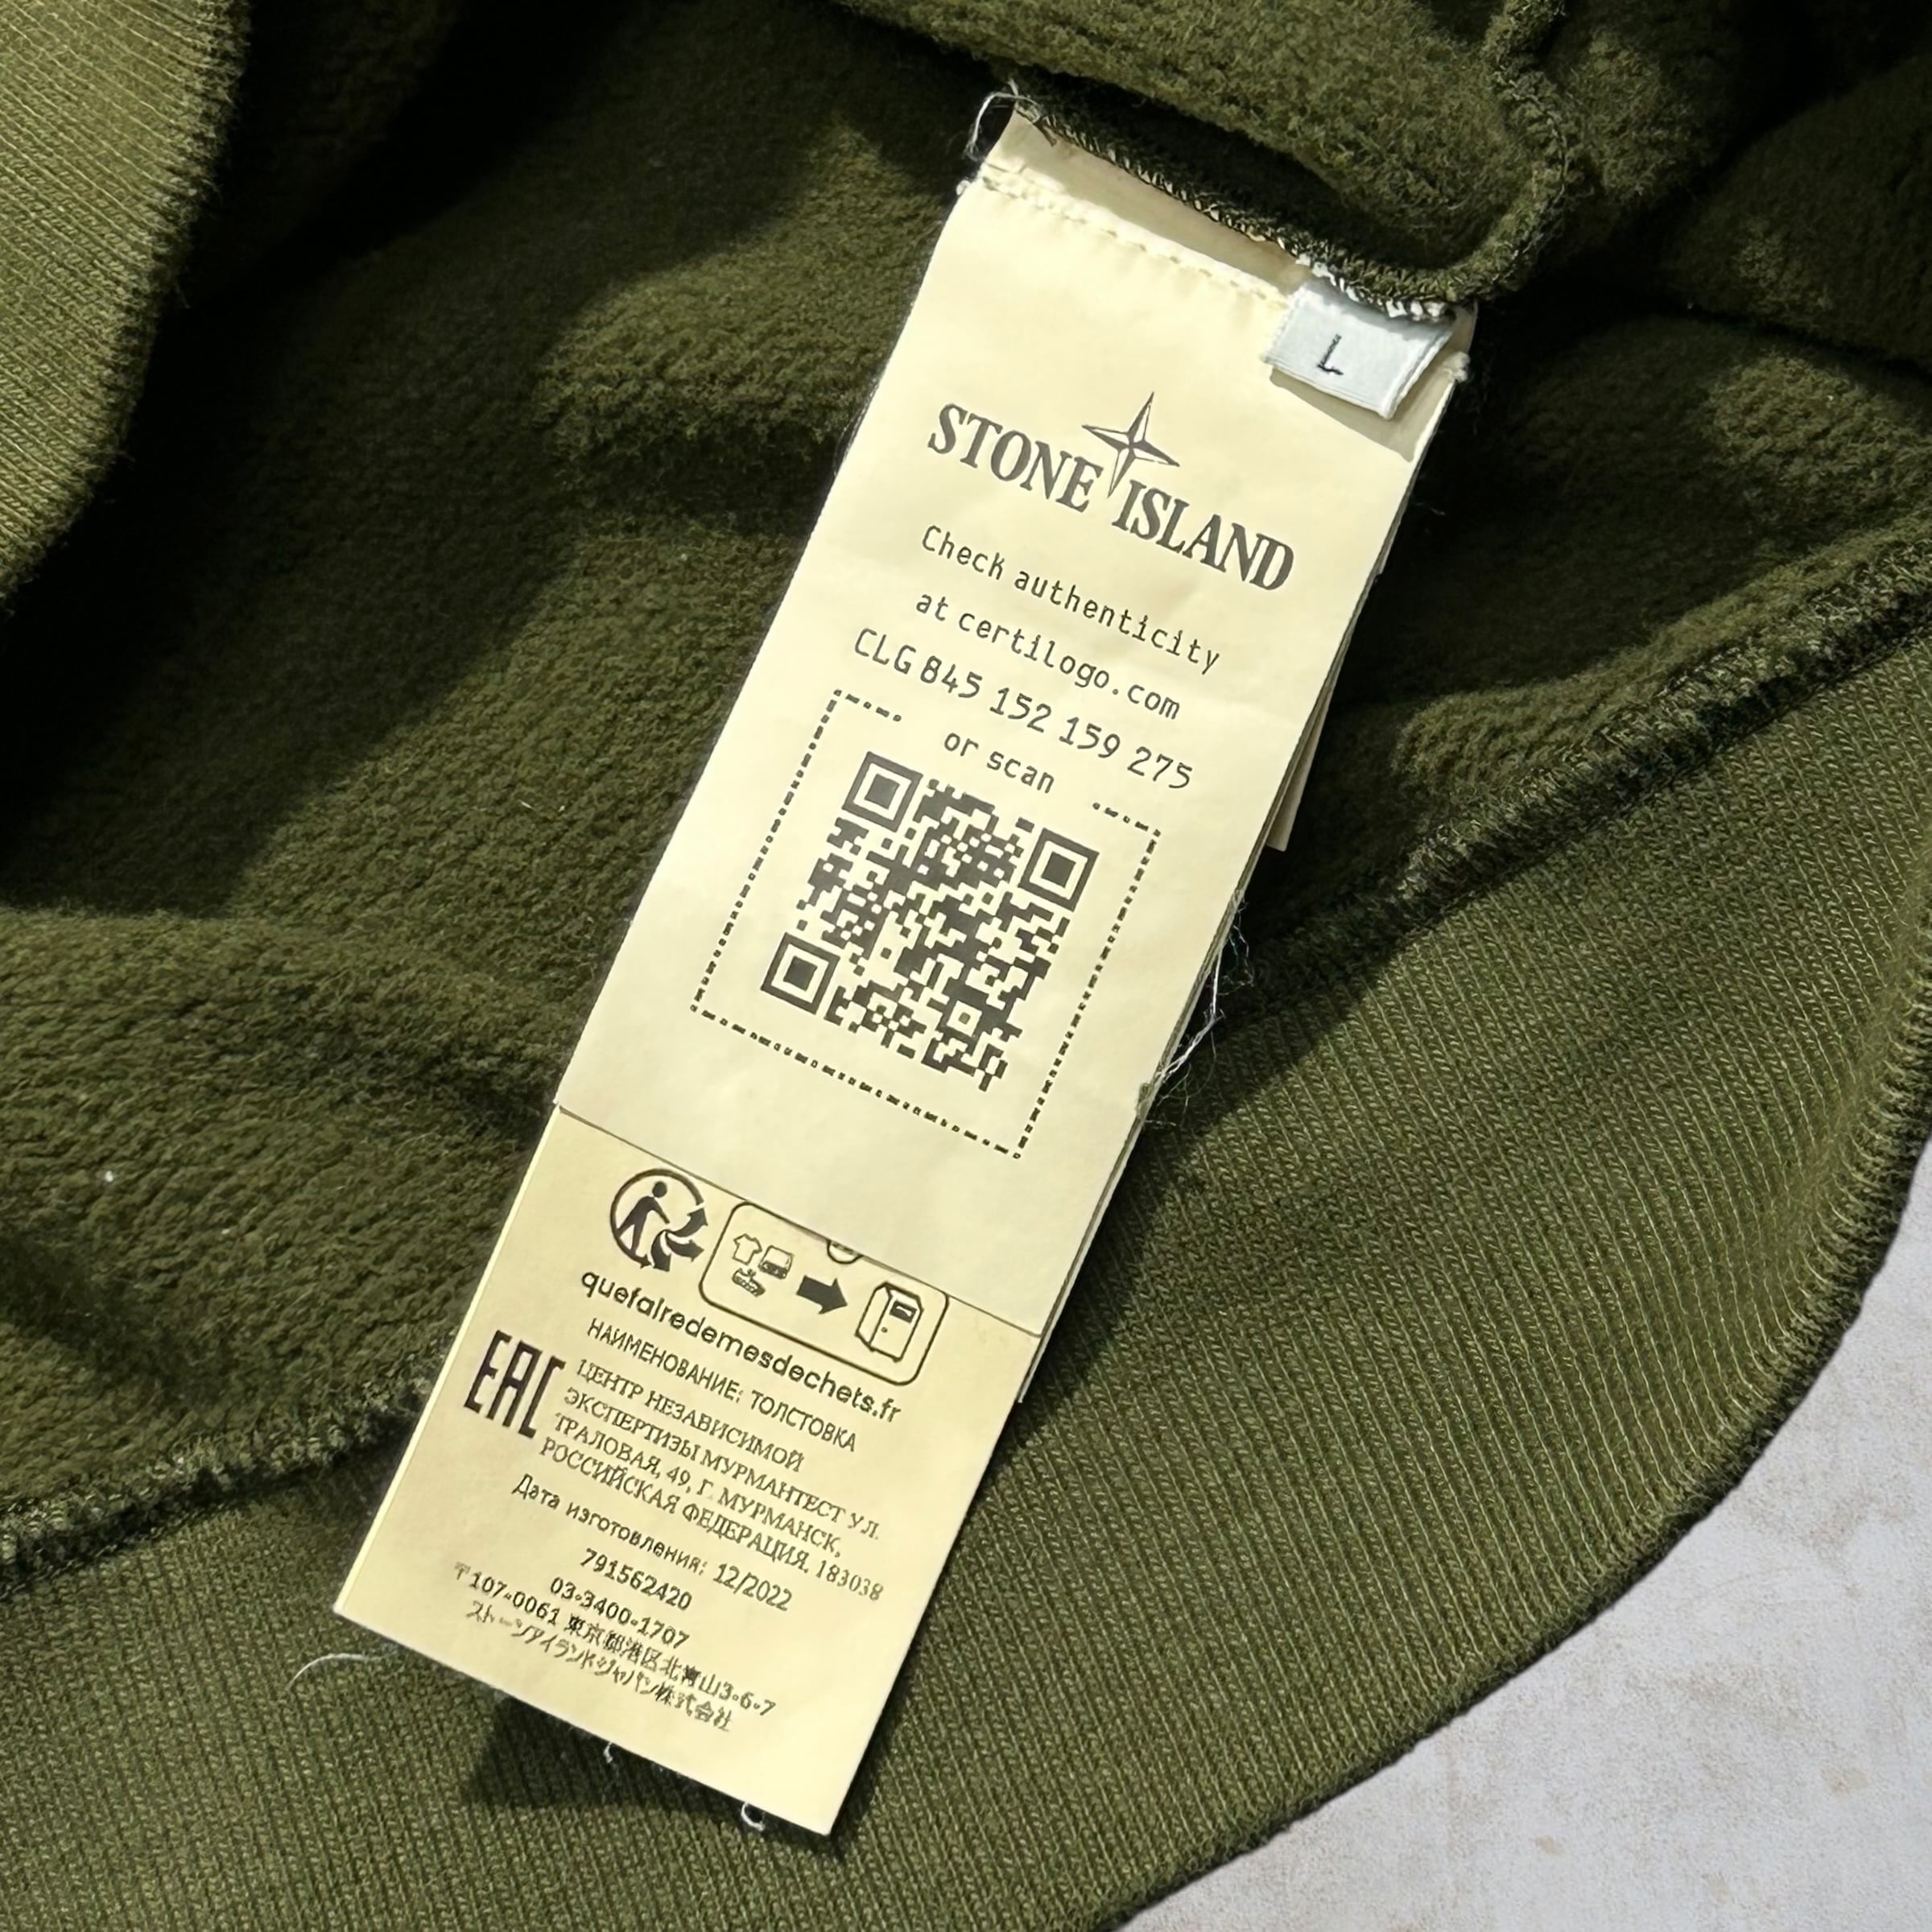 L
STONE ISLAND
Check authenticity
at certilogo.com
CLG 845 152 159 275
or scan
quefairedemesdechets.fr
НАИМЕНОВАНИЕ: ТОЛСТОВКА
EAC
ЦЕНТР НЕЗАВИСИМОЙ
ЭКСПЕРТИЗЫ МУРМАНТЕСТ УЛ.
ТРАЛОВАЯ, 49, Г. МУРМАНСК,
РОССИЙСКАЯ ФЕДЕРАЦИЯ, 183038
Дата изготовления: 12/2022
791562420
03-3400-1707
〒107-0061 東京都港区北青山3-6-7
ストーンアイランドジャパン株式会社